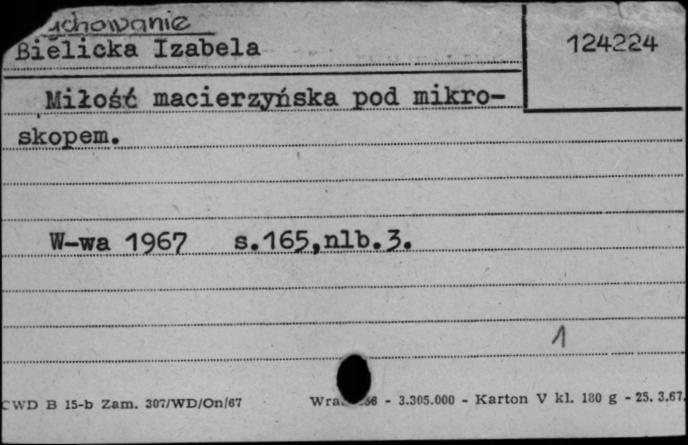 Bielicka Izabela
124224
Miłość macierzyńska pod mikro-
skopem.
W-wa 1967 s.165,nlb.3.
1
CWD B 15-b Zam. 307/WD/On/67 - 3.305.000 - Karton V kl. 180 g - 25. 3.67.